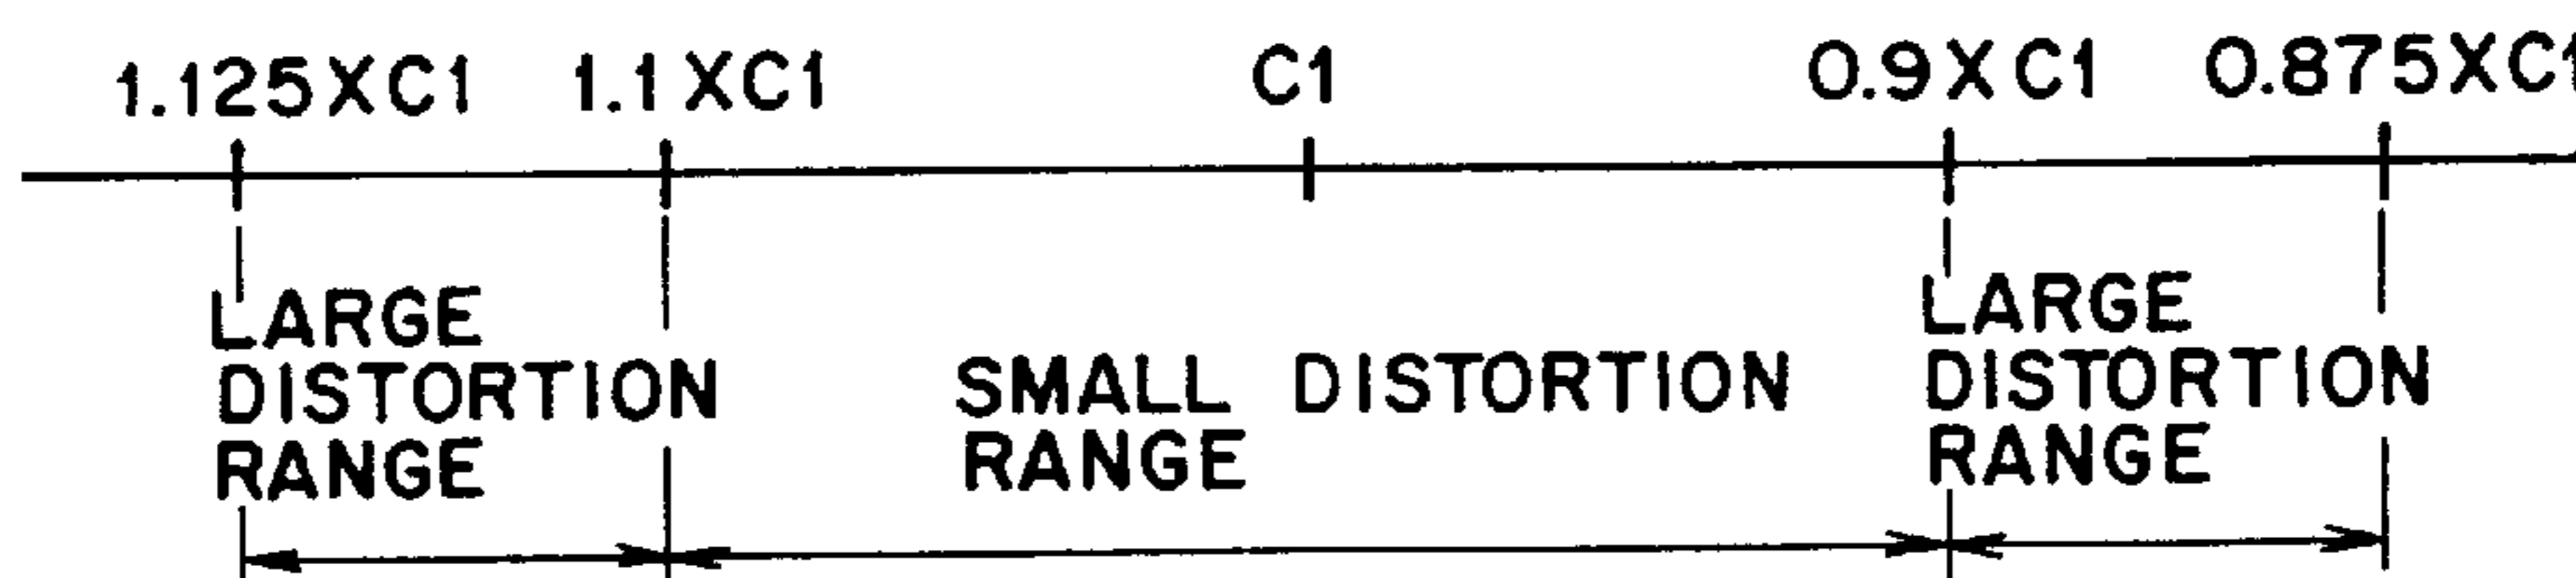 1.125XC1 1.1XC1 C1 0.9XC1 0.875XC1
LARGE
DISTORTION
RANGE
SMALL DISTORTION
RANGE
LARGE
DISTORTION
RANGE